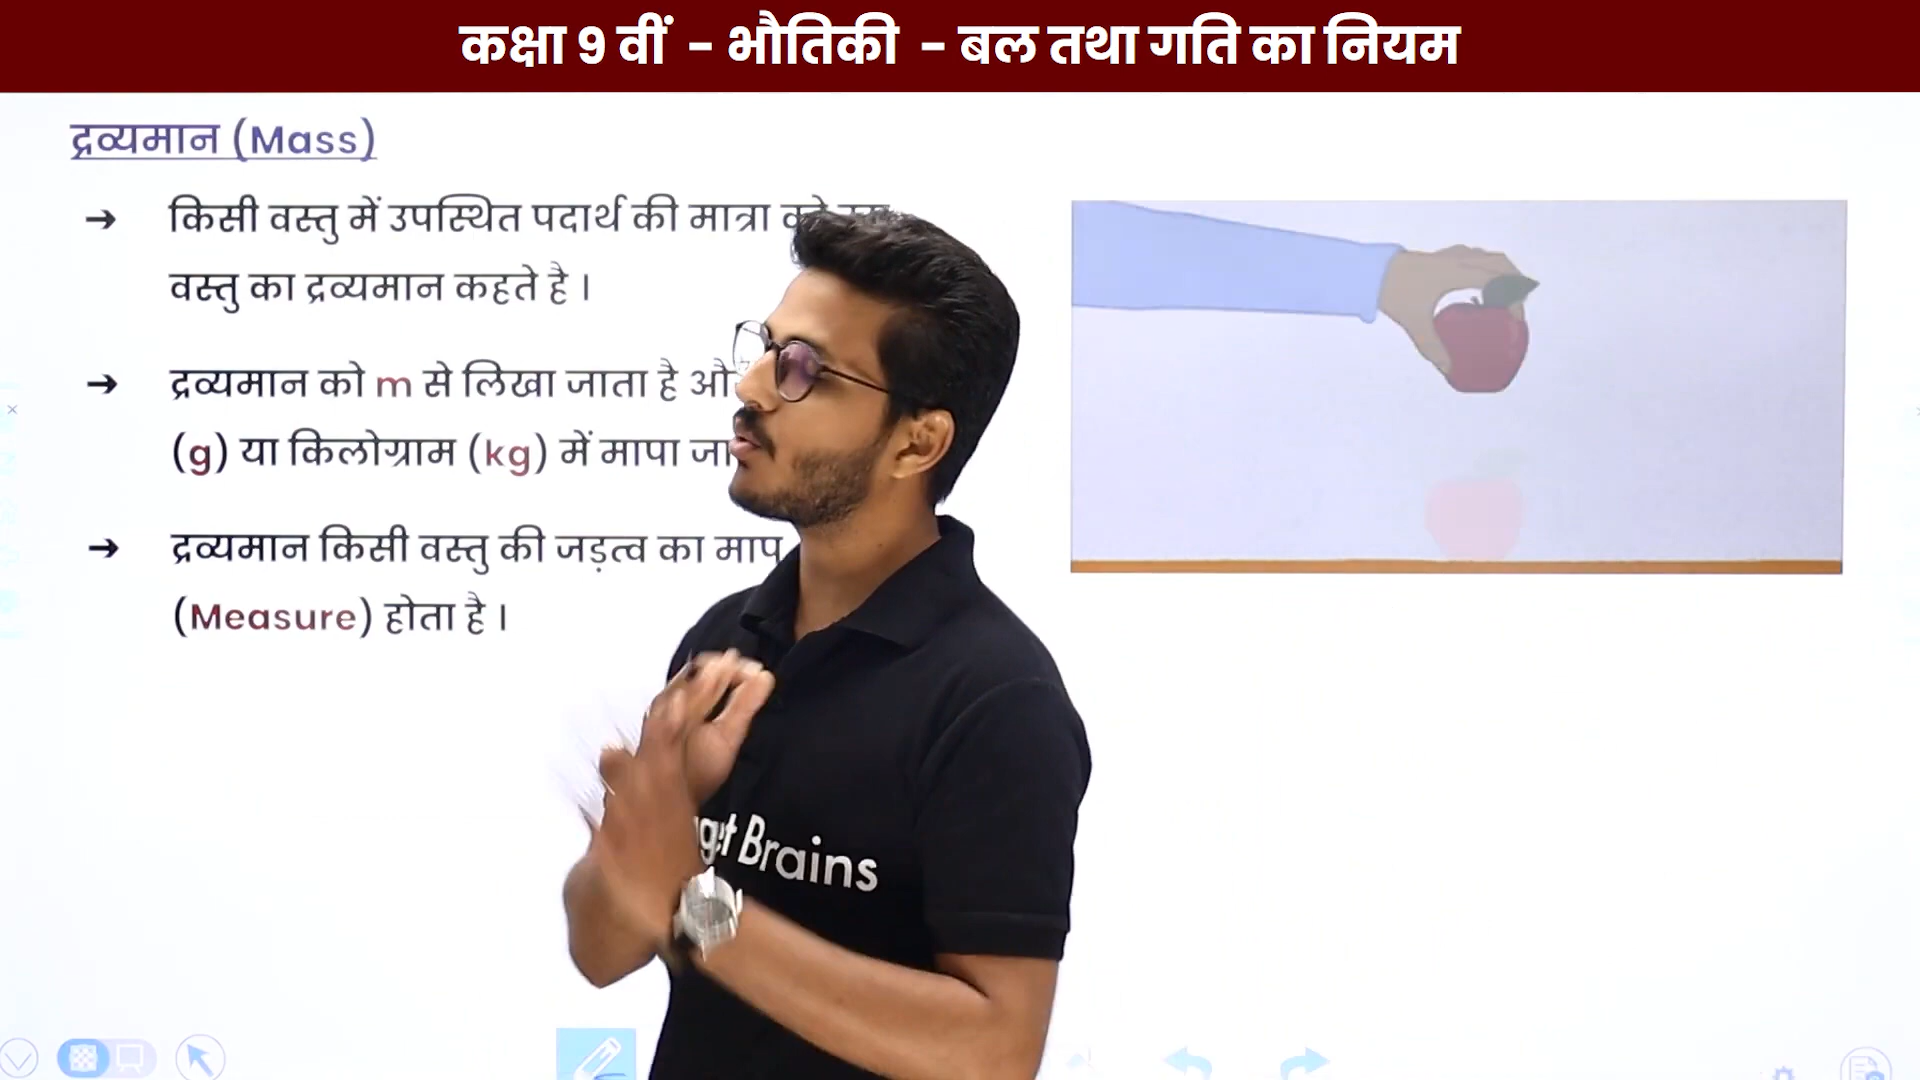 कक्षा 9 वीं - भौतिकी - बल तथा गति का नियम
द्रव्यमान (Mass)
➔ किसी वस्तु में उपस्थित पदार्थ की मात्रा
वस्तु का द्रव्यमान कहते है ।
➔ द्रव्यमान को m से लिखा जाता है
(g) या किलोग्राम (kg) में मापा
➔ द्रव्यमान किसी वस्तु की जड़त्व का माप
(Measure) होता है ।
Brains